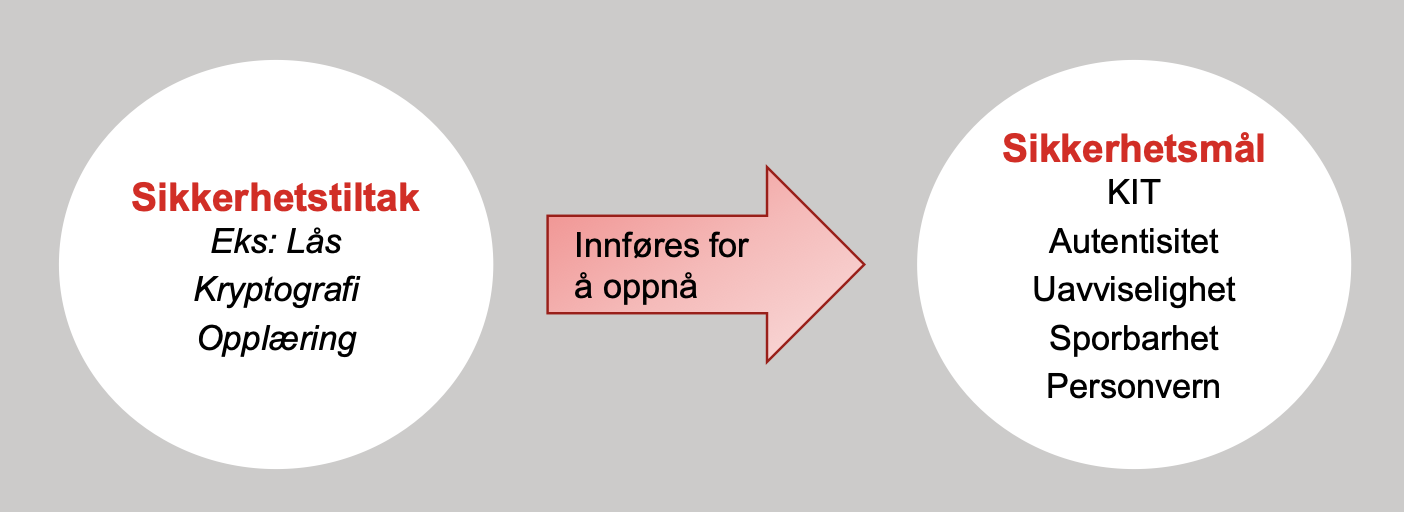 Sikkerhetstiltak
Eks: Lås
Kryptografi
Opplæring
Innføres for
å oppnå
Sikkerhetsmål
KIT
Autentisitet
Uavviselighet
Sporbarhet
Personvern